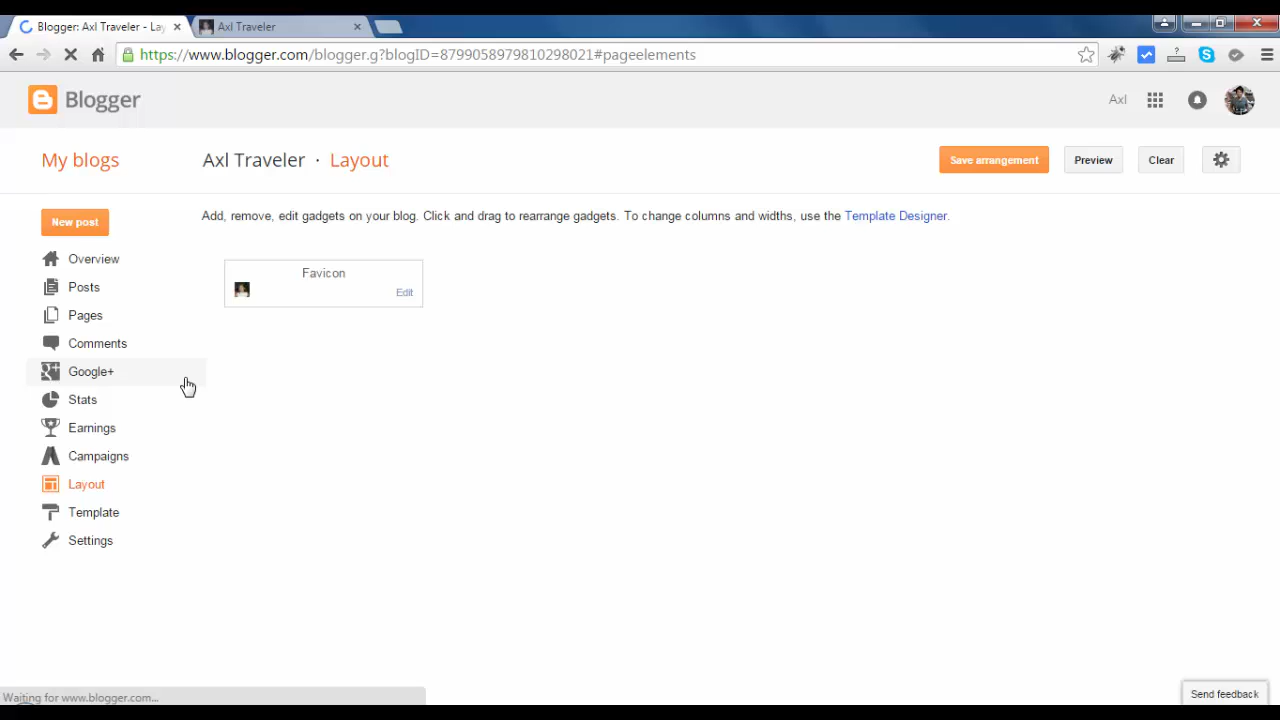 Blogger: Axl Traveler - Lay
Axl Traveler
https://www.blogger.com/blogger.g?blogID=8799058979810298021#pageelements
Blogger
Axl
My blogs
Axl Traveler · Layout
Save arrangement
Preview
Clear
New post
Add, remove, edit gadgets on your blog. Click and drag to rearrange gadgets. To change columns and widths, use the Template Designer.
Overview
Favicon
Edit
Posts
Pages
Comments
Google+
Stats
Earnings
Campaigns
Layout
Template
Settings
Waiting for www.blogger.com...
Send feedback